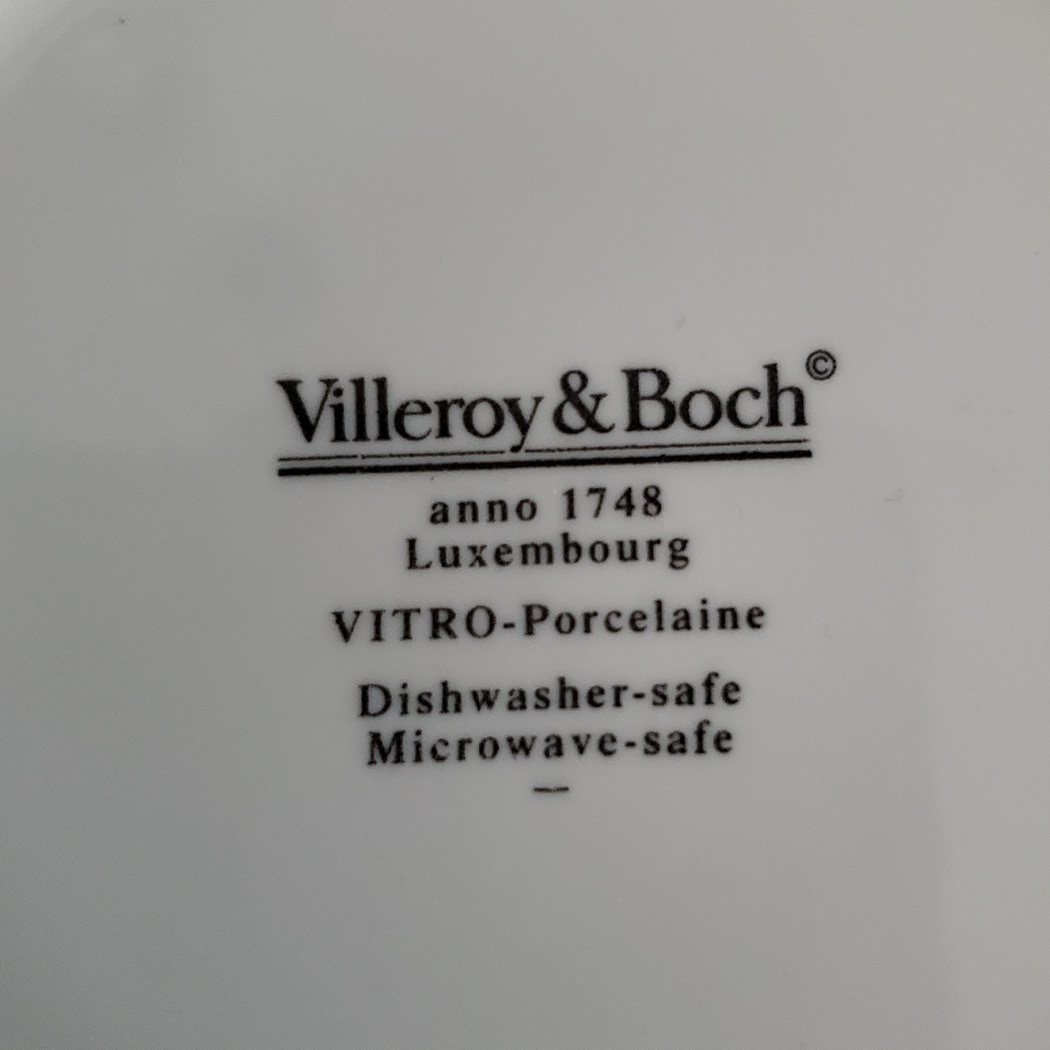 Villeroy & Boch©
anno 1748
Luxembourg
VITRO-Porcelaine
Dishwasher-safe
Microwave-safe
—